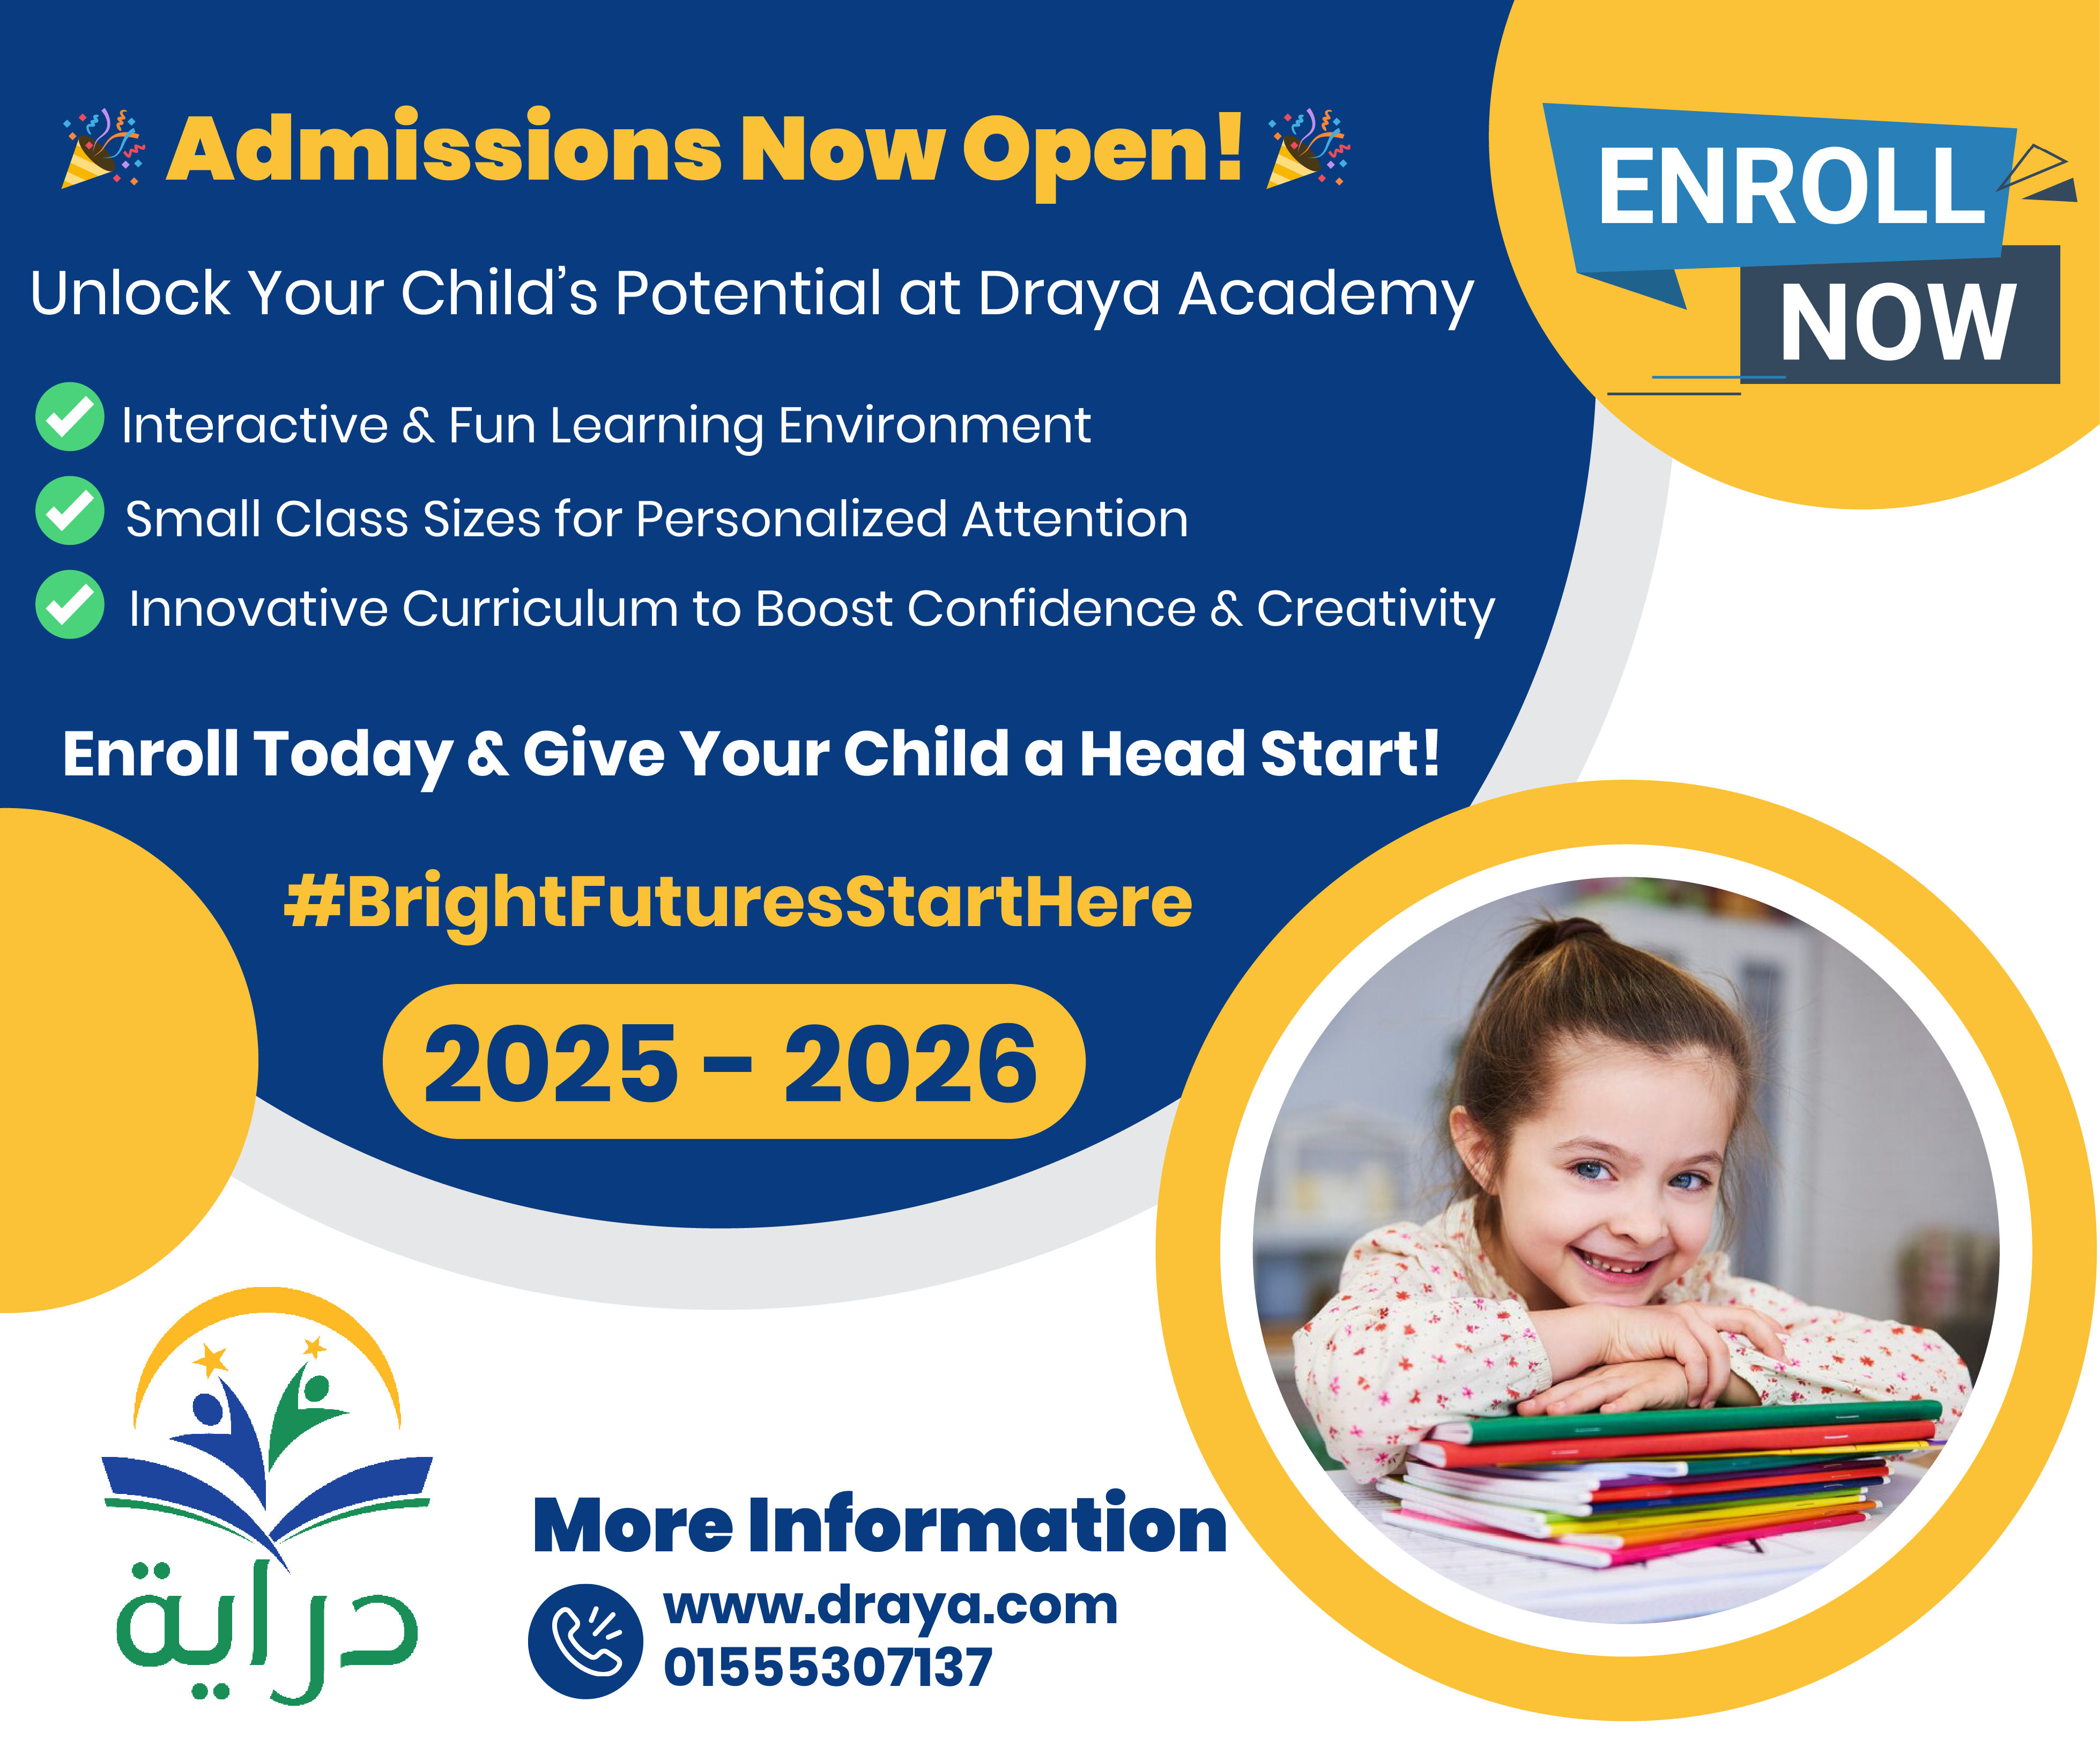 🎉 Admissions Now Open! 🎉
ENROLL
NOW
Unlock Your Child’s Potential at Draya Academy
✅ Interactive & Fun Learning Environment
✅ Small Class Sizes for Personalized Attention
✅ Innovative Curriculum to Boost Confidence & Creativity
Enroll Today & Give Your Child a Head Start!
#BrightFuturesStartHere
2025 - 2026
دراية
More Information
www.draya.com
01555307137